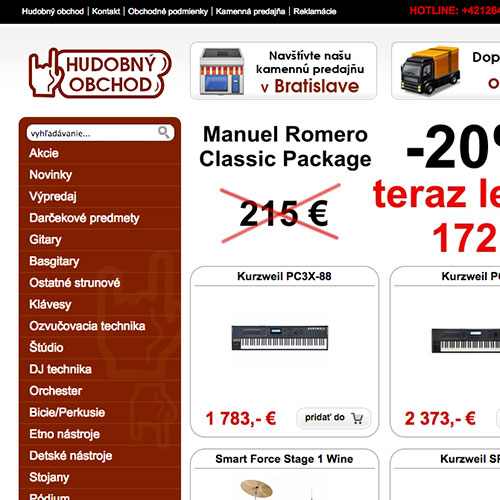 Hudobný obchod | Kontakt | Obchodné podmienky | Kamenná predajňa | Reklamácie
HOTLINE: +42126
HUDOBNÝ
OBCHOD
Navštívte našu
kamennú predajňu
v Bratislave
Dop
o
vyhľadávanie...
Akcie
Novinky
Výpredaj
Darčekové predmety
Gitary
Basgitary
Ostatné strunové
Klávesy
Ozvučovacia technika
Štúdio
DJ technika
Orchester
Bicie/Perkusie
Etno nástroje
Detské nástroje
Stojany
Pódium
Manuel Romero
Classic Package
215 €
-20%
teraz le
172
Kurzweil PC3X-88
1 783,- €
pridať do
Kurzweil PC
2 373,- €
Smart Force Stage 1 Wine
Kurzweil SP